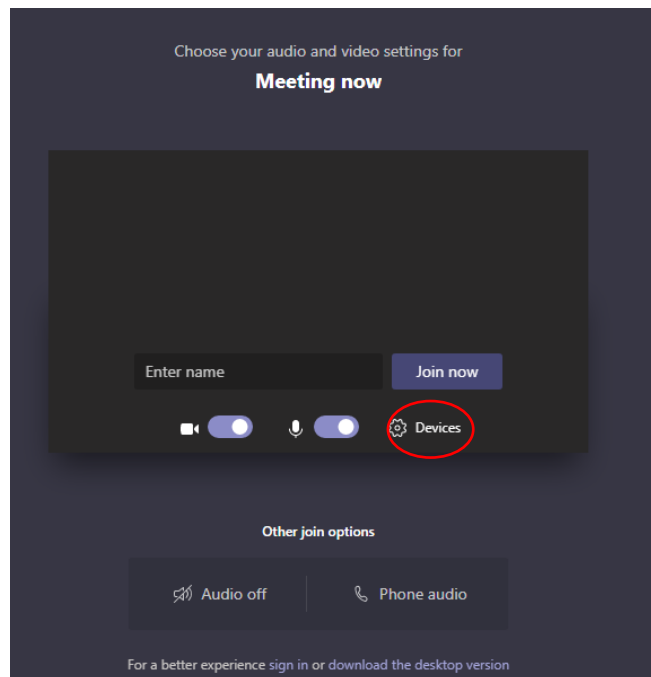 Choose your audio and video settings for
Meeting now
Enter name
Join now
Devices
Other join options
Audio off
Phone audio
For a better experience sign in or download the desktop version